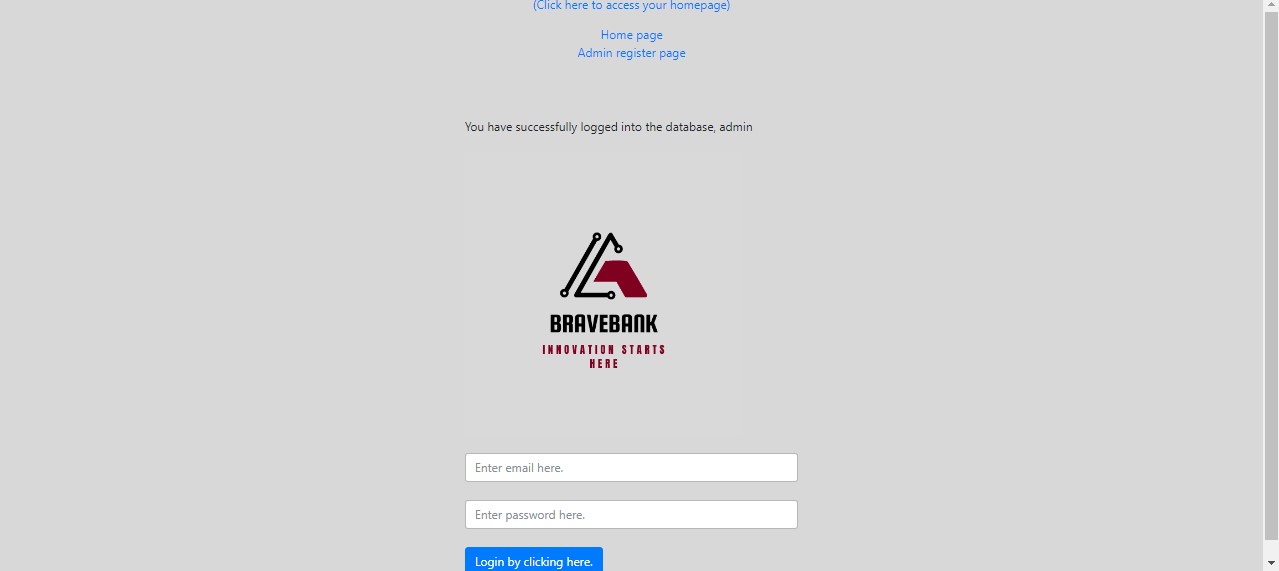 (Click here to access your homepage)
Home page
Admin register page
You have successfully logged into the database, admin
BRAVEBANK
INNOVATION STARTS
HERE
Enter email here.
Enter password here.
Login by clicking here.